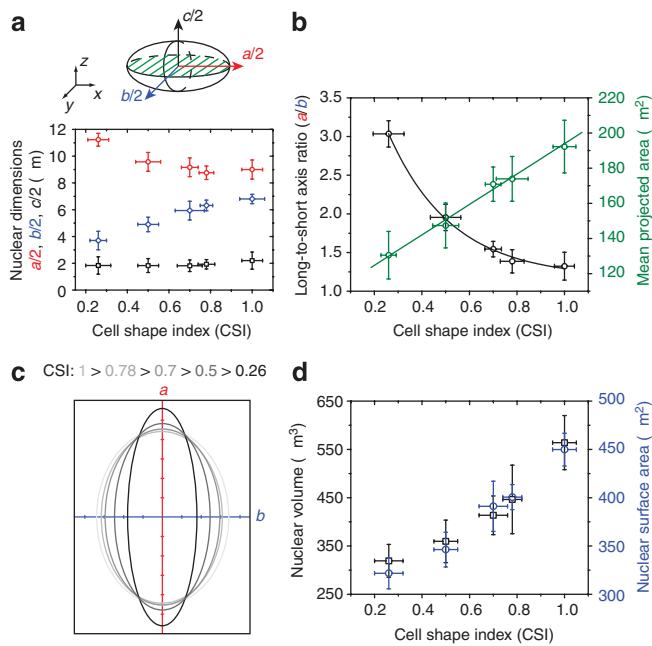 a
c/2
a/2
b/2
z
x
y
Nuclear dimensions
a/2, b/2, c/2 ( m)
12
10
8
6
4
2
0
0.2 0.4 0.6 0.8 1.0
Cell shape index (CSI)
b
Long-to-short axis ratio (a/b)
3.5
3.0
2.5
2.0
1.5
1.0
0.2 0.4 0.6 0.8 1.0
Cell shape index (CSI)
220
200
180
160
140
120
Mean projected area ( m²)
c
CSI: 1 > 0.78 > 0.7 > 0.5 > 0.26
a
b
d
Nuclear volume ( m³)
650
550
450
350
250
0.2 0.4 0.6 0.8 1.0
Cell shape index (CSI)
500
450
400
350
300
Nuclear surface area ( m²)